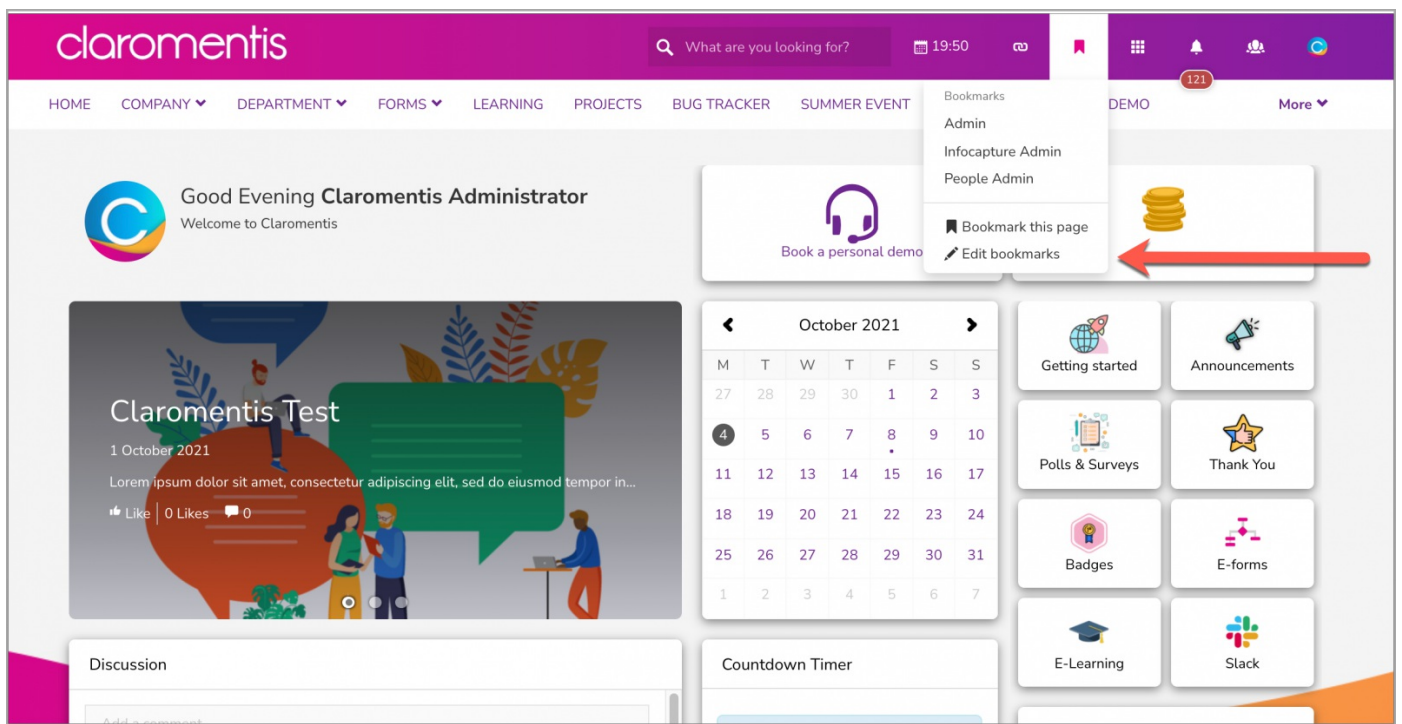 claromentis
What are you looking for?
19:50
121
HOME COMPANY DEPARTMENT FORMS LEARNING PROJECTS BUG TRACKER SUMMER EVENT DEMO More
Bookmarks
Admin
Infocapture Admin
People Admin
Bookmark this page
Edit bookmarks
Good Evening Claromentis Administrator
Welcome to Claromentis
Book a personal demo
Claromentis Test
1 October 2021
Lorem ipsum dolor sit amet, consectetur adipiscing elit, sed do eiusmod tempor in...
Like 0 Likes 0
October 2021
M T W T F S S
27 28 29 30 1 2 3
4 5 6 7 8 9 10
11 12 13 14 15 16 17
18 19 20 21 22 23 24
25 26 27 28 29 30 31
1 2 3 4 5 6 7
Getting started
Announcements
Polls & Surveys
Thank You
Badges
E-forms
E-Learning
Slack
Discussion
Add a comment
Countdown Timer